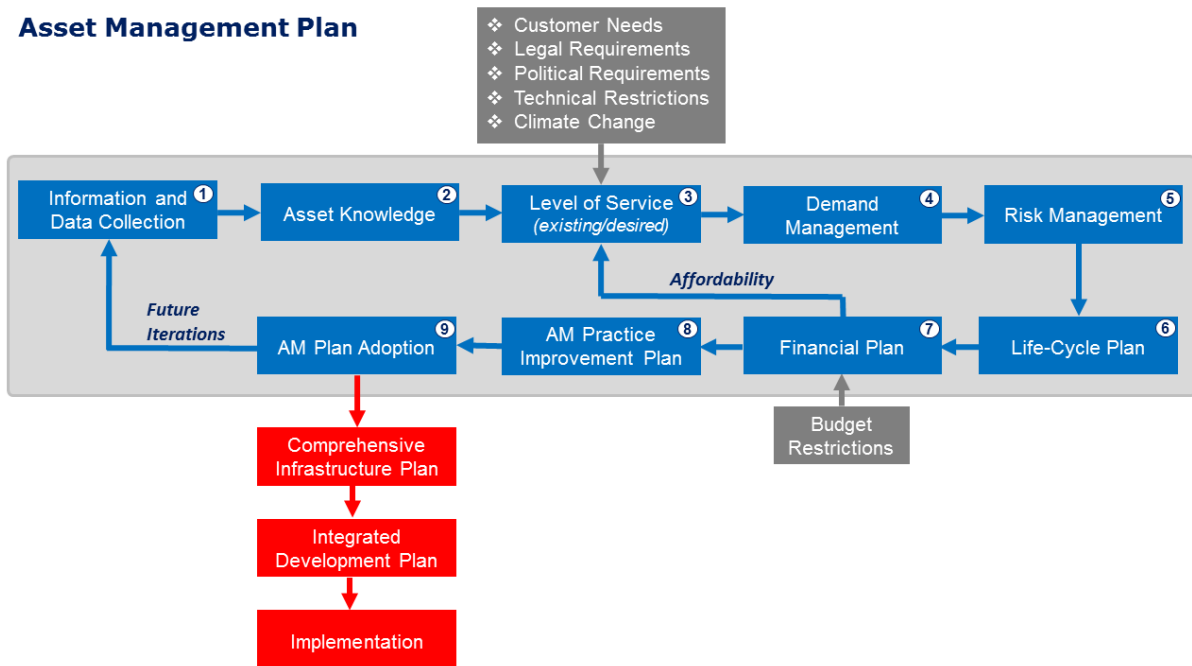 Asset Management Plan
❖ Customer Needs
❖ Legal Requirements
❖ Political Requirements
❖ Technical Restrictions
❖ Climate Change
1
Information and
Data Collection
2
Asset Knowledge
3
Level of Service
(existing/desired)
4
Demand
Management
5
Risk Management
Affordability
Future
Iterations
9
AM Plan Adoption
8
AM Practice
Improvement Plan
7
Financial Plan
6
Life-Cycle Plan
Budget
Restrictions
Comprehensive
Infrastructure Plan
Integrated
Development Plan
Implementation